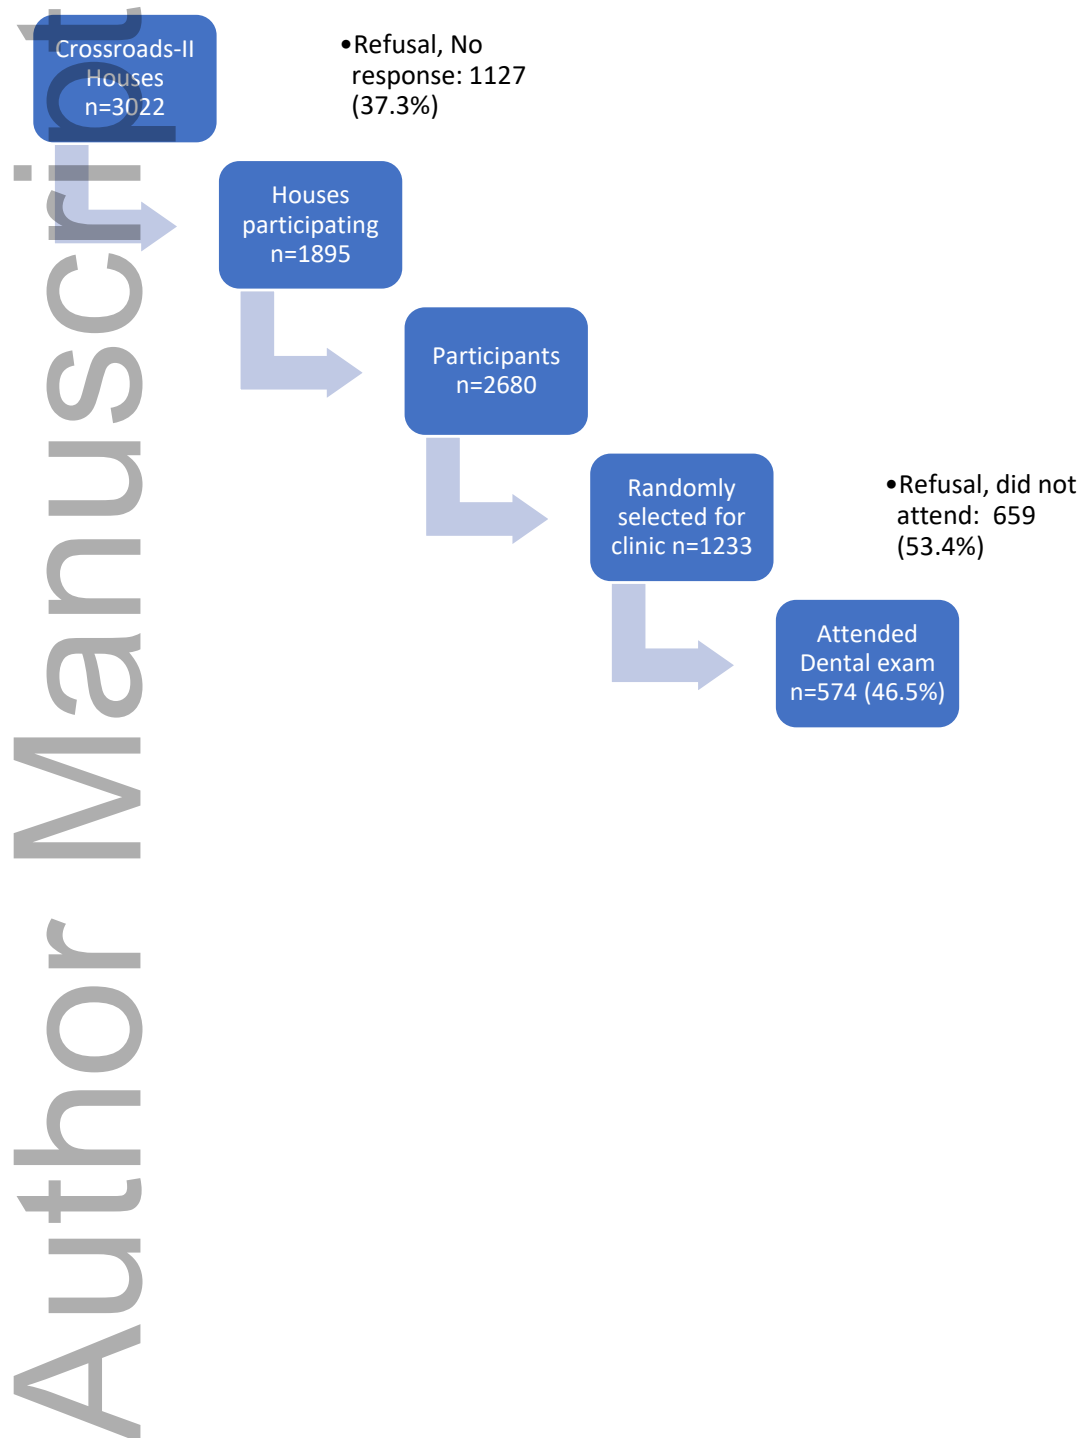 Crossroads-II
Houses
n=3022
•Refusal, No
response: 1127
(37.3%)
Houses
participating
n=1895
Participants
n=2680
Randomly
selected for
clinic n=1233
•Refusal, did not
attend:  659
(53.4%)
Attended
Dental exam
n=574 (46.5%)
Author Manuscript